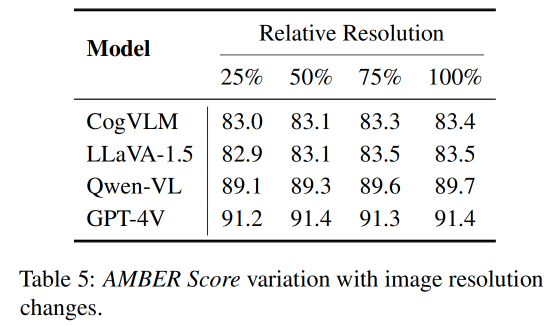 Model
Relative Resolution
25% 50% 75% 100%
CogVLM 83.0 83.1 83.3 83.4
LLaVA-1.5 82.9 83.1 83.5 83.5
Qwen-VL 89.1 89.3 89.6 89.7
GPT-4V 91.2 91.4 91.3 91.4
Table 5: AMBER Score variation with image resolution
changes.